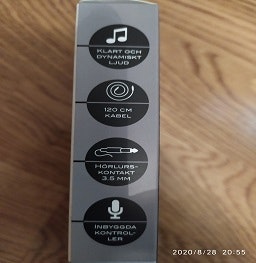 KLART OCH
DYNAMISKT
LJUD
120 CM
KABEL
HÖRLURS-
KONTAKT
3.5 MM
INBYGGDA
KONTROL-
LER
2020/8/28 20:55